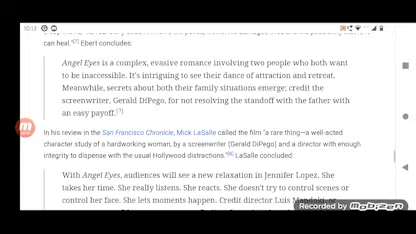 10:13
can heal."[7] Ebert concludes:
Angel Eyes is a complex, evasive romance involving two people who both want
to be inaccessible. It's intriguing to see their dance of attraction and retreat.
Meanwhile, secrets about both their family situations emerge; credit the
screenwriter, Gerald DiPego, for not resolving the standoff with the father with
an easy payoff.[7]
In his review in the San Francisco Chronicle, Mick LaSalle called the film "a rare thing—a well-acted
character study of a hardworking woman, by a screenwriter (Gerald DiPego) and a director with enough
integrity to dispense with the usual Hollywood distractions."[8] LaSalle concluded:
With Angel Eyes, audiences will see a new relaxation in Jennifer Lopez. She
takes her time. She really listens. She reacts. She doesn't try to control scenes or
control her face. She lets moments happen. Credit director Luis Mandoki, or
Recorded by Mobizen